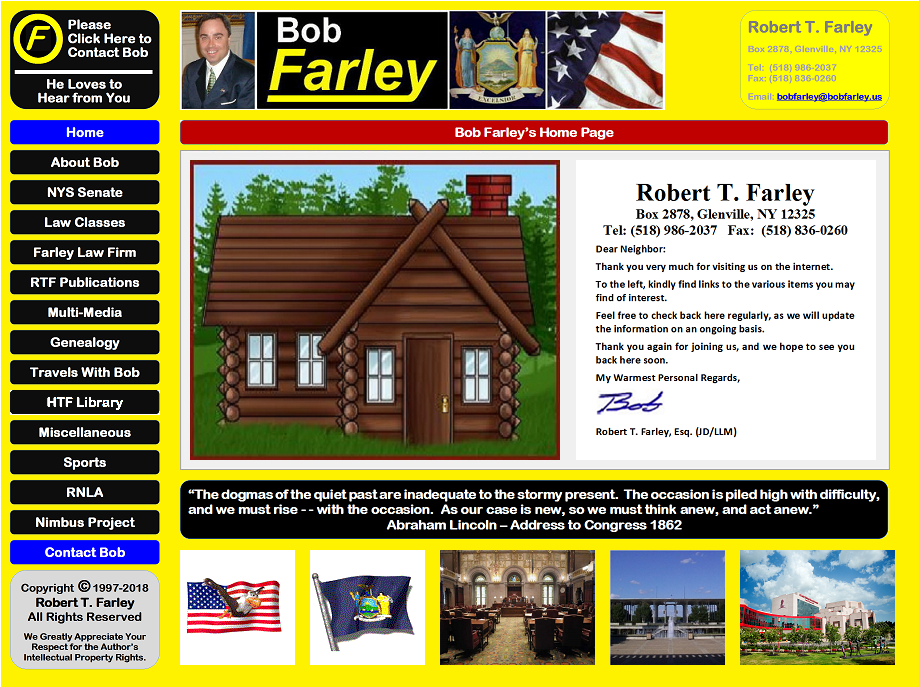 F
Please
Click Here to
Contact Bob
He Loves to
Hear from You
Bob
Farley
EXCELSIOR
Robert T. Farley
Box 2878, Glenville, NY 12325
Tel:  (518) 986-2037
Fax: (518) 836-0260
Email: bobfarley@bobfarley.us
Home
About Bob
NYS Senate
Law Classes
Farley Law Firm
RTF Publications
Multi-Media
Genealogy
Travels With Bob
HTF Library
Miscellaneous
Sports
RNLA
Nimbus Project
Contact Bob
Copyright © 1997-2018
Robert T. Farley
All Rights Reserved
We Greatly Appreciate Your
Respect for the Author's
Intellectual Property Rights.
Bob Farley's Home Page
Robert T. Farley
Box 2878, Glenville, NY 12325
Tel: (518) 986-2037   Fax:  (518) 836-0260
Dear Neighbor:
Thank you very much for visiting us on the internet.
To the left, kindly find links to the various items you may
find of interest.
Feel free to check back here regularly, as we will update
the information on an ongoing basis.
Thank you again for joining us, and we hope to see you
back here soon.
My Warmest Personal Regards,
Bob
Robert T. Farley, Esq. (JD/LLM)
“The dogmas of the quiet past are inadequate to the stormy present.  The occasion is piled high with difficulty,
and we must rise - - with the occasion.  As our case is new, so we must think anew, and act anew.”
Abraham Lincoln – Address to Congress 1862